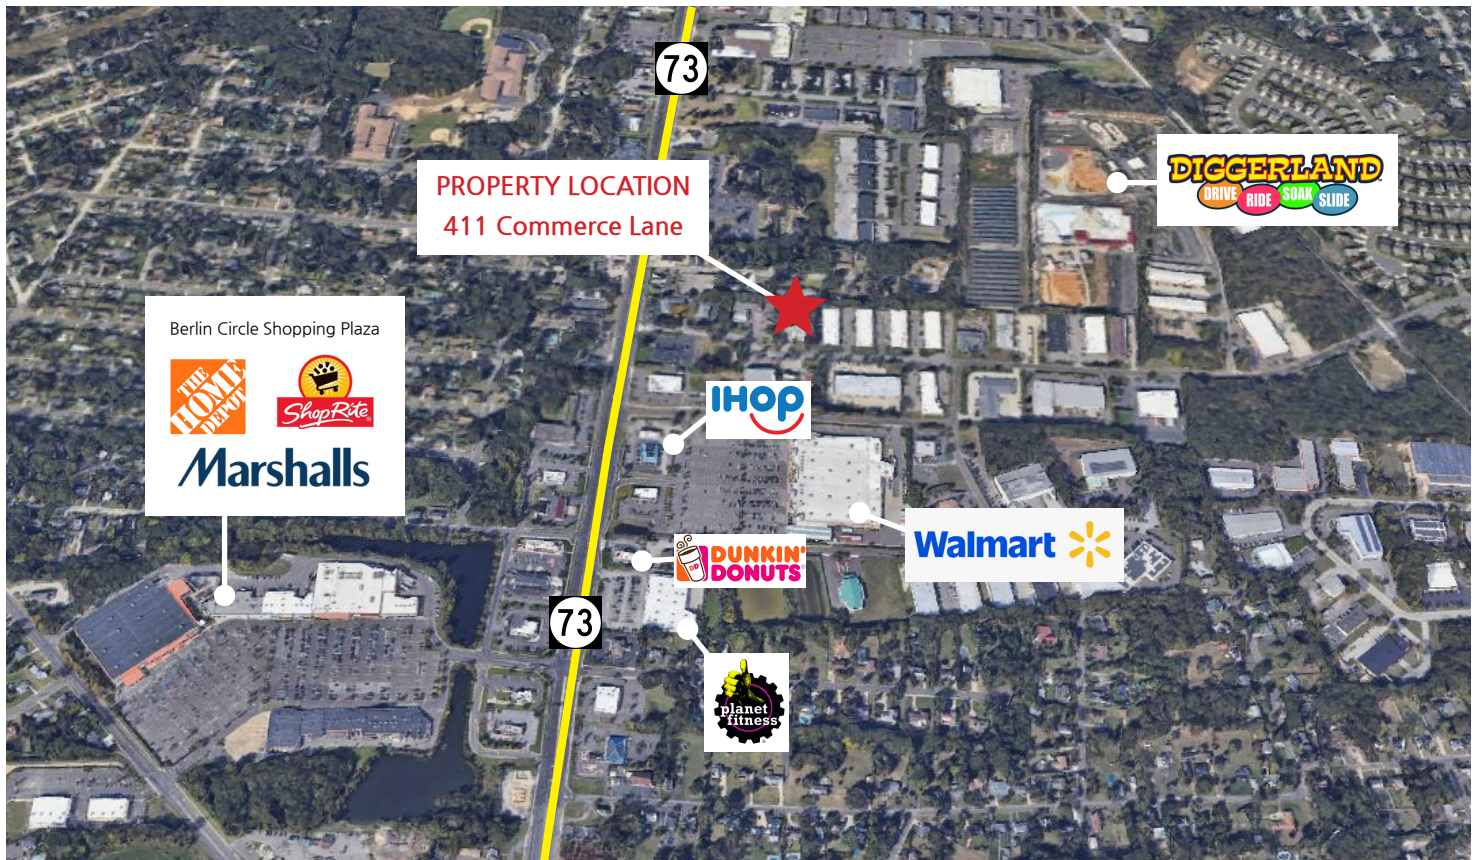 73
DIGGERLAND
DRIVE
RIDE
SOAK
SLIDE
PROPERTY LOCATION
411 Commerce Lane
Berlin Circle Shopping Plaza
THE
HOME
DEPOT
ShopRite
Marshalls
IHOP
Walmart
DUNKIN'
DONUTS
DD
73
planet
fitness